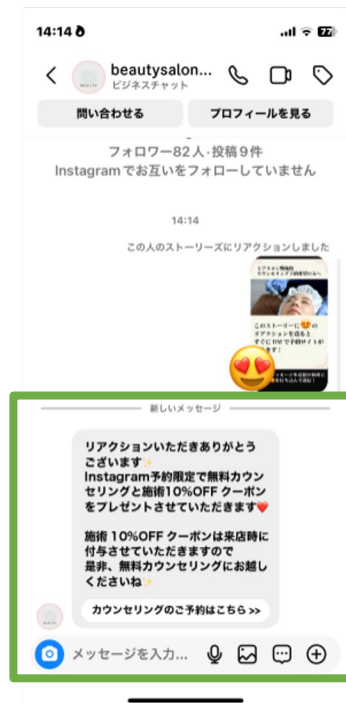 14:14
77
beautysalon...
ビジネスチャット
問い合わせる
プロフィールを見る
フォロワー82人·投稿9件
Instagramでお互いをフォローしていません
14:14
この人のストーリーズにリアクションしました
このストーリーに😍の
リアクションを送ると
すぐにDMで予約サイトが
新しいメッセージ
リアクションいただきありがとう
ございます✨
Instagram予約限定で無料カウン
セリングと施術10%OFF クーポン
をプレゼントさせていただきます❤️
施術 10%OFF クーポンは来店時に
付与させていただきますので
是非、無料カウンセリングにお越し
くださいね✨
カウンセリングのご予約はこちら >>
メッセージを入力...